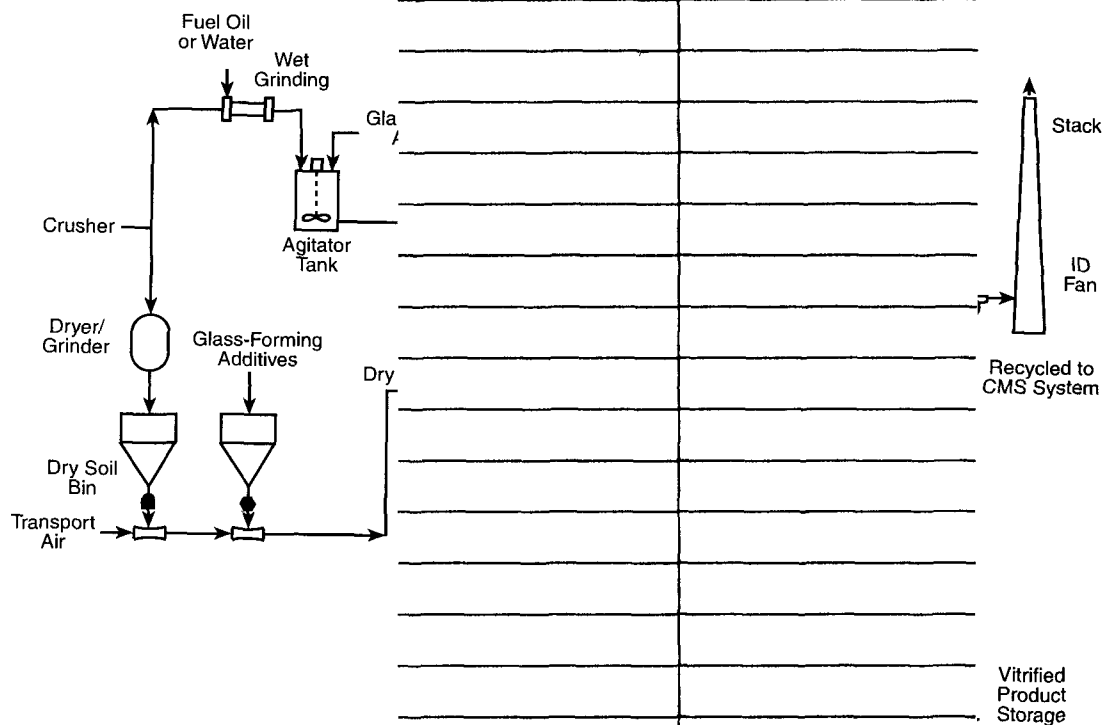 Fuel Oil
or Water
Wet
Grinding
Gla
Stack
Crusher
Agitator
Tank
ID
Fan
Dryer/
Grinder
Glass-Forming
Additives
Dry
Recycled to
CMS System
Dry Soil
Bin
Transport
Air
Vitrified
Product
Storage